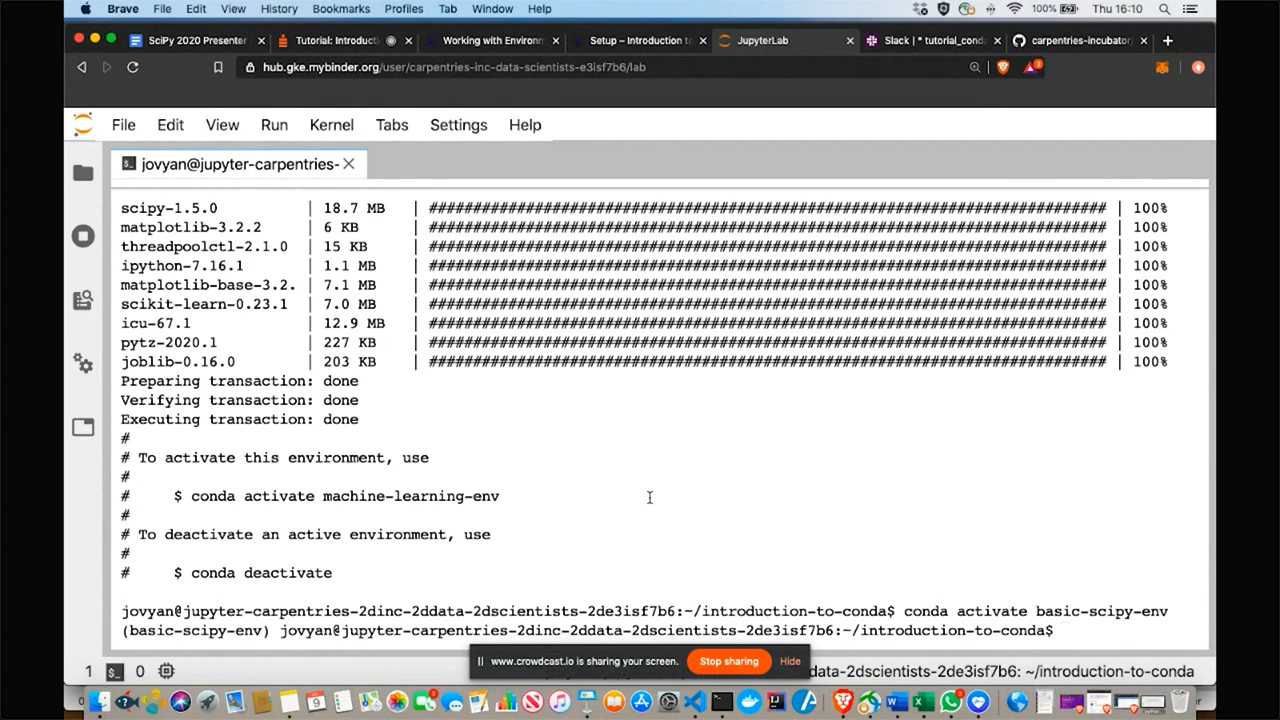 Brave File Edit View History Bookmarks Profiles Tab Window Help 100% Thu 16:10
SciPy 2020 Presenter Tutorial: Introducti Working with Environm Setup – Introduction to JupyterLab Slack | * tutorial_cond carpentries-incubator
hub.gke.mybinder.org/user/carpentries-inc-data-scientists-e3isf7b6/lab
File Edit View Run Kernel Tabs Settings Help
jovyan@jupyter-carpentries-
scipy-1.5.0 | 18.7 MB | ############################################################################# | 100%
matplotlib-3.2.2 | 6 KB | ############################################################################# | 100%
threadpoolctl-2.1.0 | 15 KB | ############################################################################# | 100%
ipython-7.16.1 | 1.1 MB | ############################################################################# | 100%
matplotlib-base-3.2. | 7.1 MB | ############################################################################# | 100%
scikit-learn-0.23.1 | 7.0 MB | ############################################################################# | 100%
icu-67.1 | 12.9 MB | ############################################################################# | 100%
pytz-2020.1 | 227 KB | ############################################################################# | 100%
joblib-0.16.0 | 203 KB | ############################################################################# | 100%
Preparing transaction: done
Verifying transaction: done
Executing transaction: done
#
# To activate this environment, use
#
# $ conda activate machine-learning-env
#
# To deactivate an active environment, use
#
# $ conda deactivate
jovyan@jupyter-carpentries-2dinc-2ddata-2dscientists-2de3isf7b6:~/introduction-to-conda$ conda activate basic-scipy-env
(basic-scipy-env) jovyan@jupyter-carpentries-2dinc-2ddata-2dscientists-2de3isf7b6:~/introduction-to-conda$
www.crowdcast.io is sharing your screen. Stop sharing Hide
1 0 data-2dscientists-2de3isf7b6: ~/introduction-to-conda